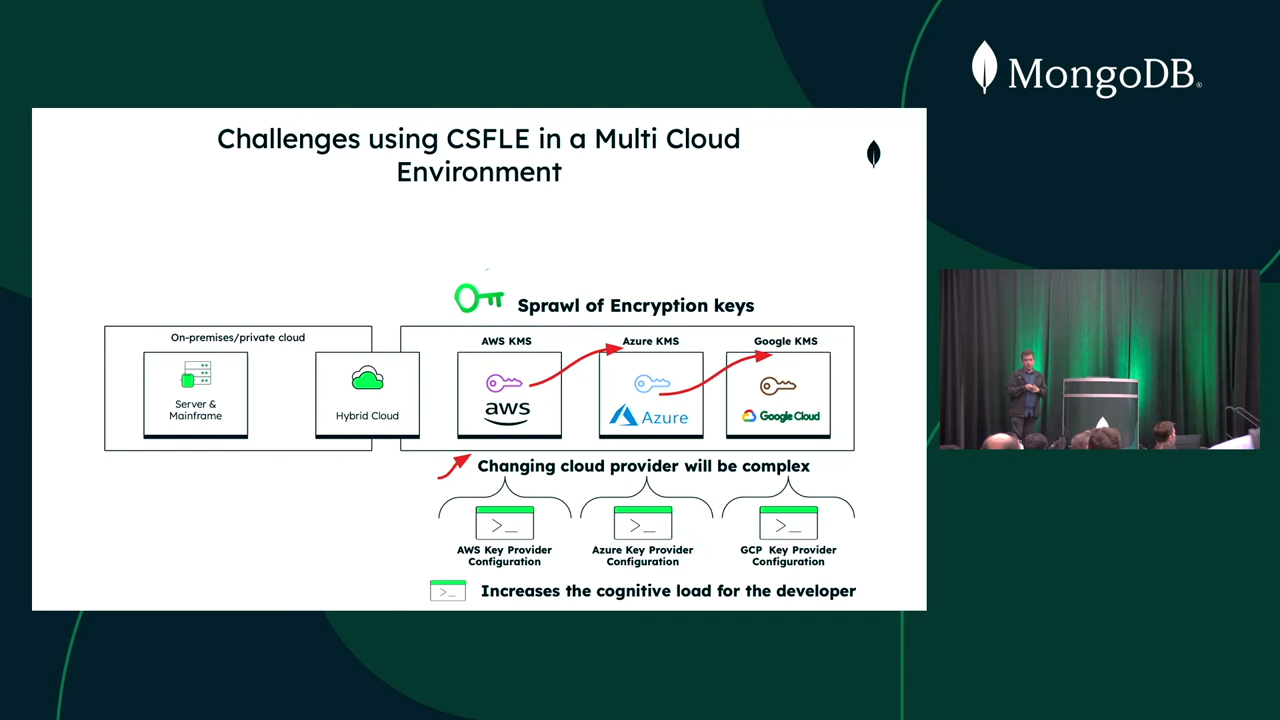 MongoDB®
Challenges using CSFLE in a Multi Cloud
Environment
Sprawl of Encryption keys
On-premises/private cloud
Server &
Mainframe
Hybrid Cloud
AWS KMS
aws
Azure KMS
Azure
Google KMS
Google Cloud
Changing cloud provider will be complex
>_
AWS Key Provider
Configuration
>_
Azure Key Provider
Configuration
>_
GCP Key Provider
Configuration
>_
Increases the cognitive load for the developer